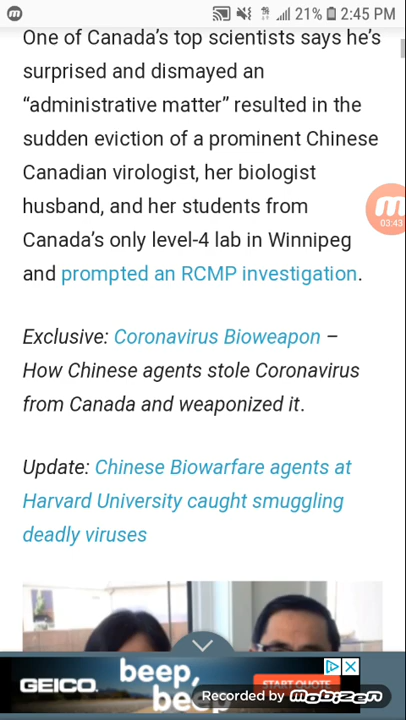 21% 2:45 PM
One of Canada's top scientists says he's
surprised and dismayed an
“administrative matter” resulted in the
sudden eviction of a prominent Chinese
Canadian virologist, her biologist
husband, and her students from
03:43
Canada's only level-4 lab in Winnipeg
and prompted an RCMP investigation.
Exclusive: Coronavirus Bioweapon –
How Chinese agents stole Coronavirus
from Canada and weaponized it.
Update: Chinese Biowarfare agents at
Harvard University caught smuggling
deadly viruses
GEICO.
beep,
START QUOTE
Recorded by mobizen